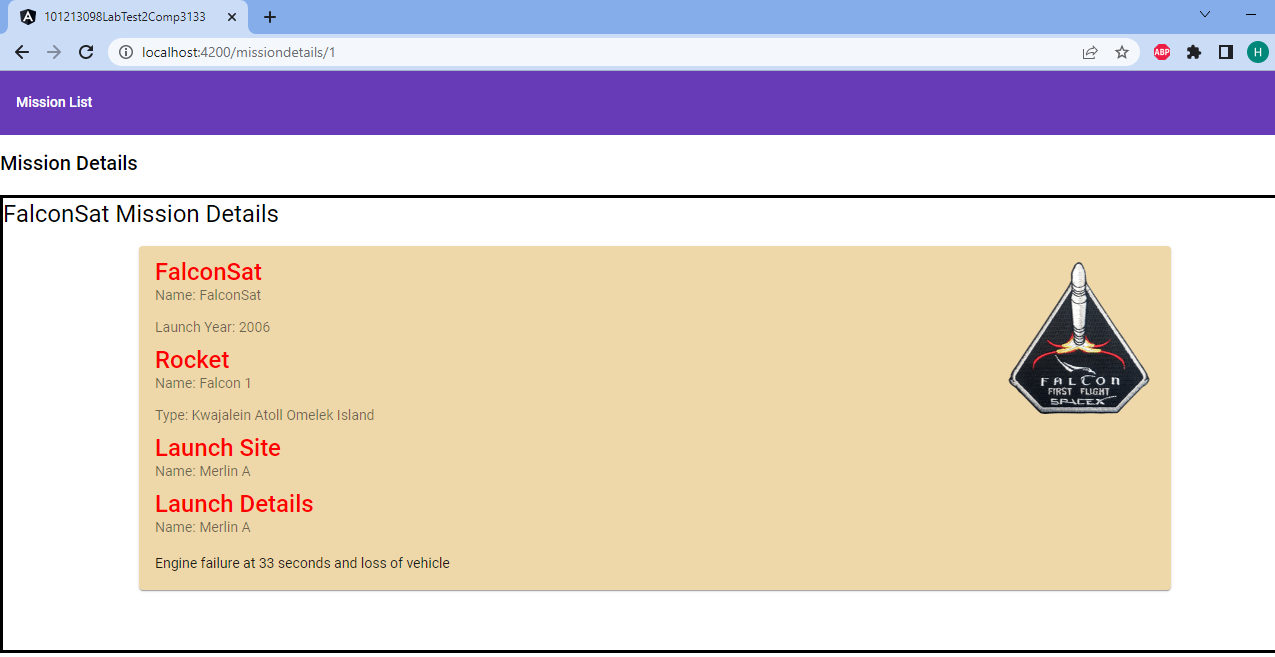 101213098LabTest2Comp3133
localhost:4200/missiondetails/1
ABP
H
Mission List
Mission Details
FalconSat Mission Details
FalconSat
Name: FalconSat
Launch Year: 2006
Rocket
Name: Falcon 1
Type: Kwajalein Atoll Omelek Island
Launch Site
Name: Merlin A
Launch Details
Name: Merlin A
Engine failure at 33 seconds and loss of vehicle
FALCON
FIRST FLIGHT
SPACEX